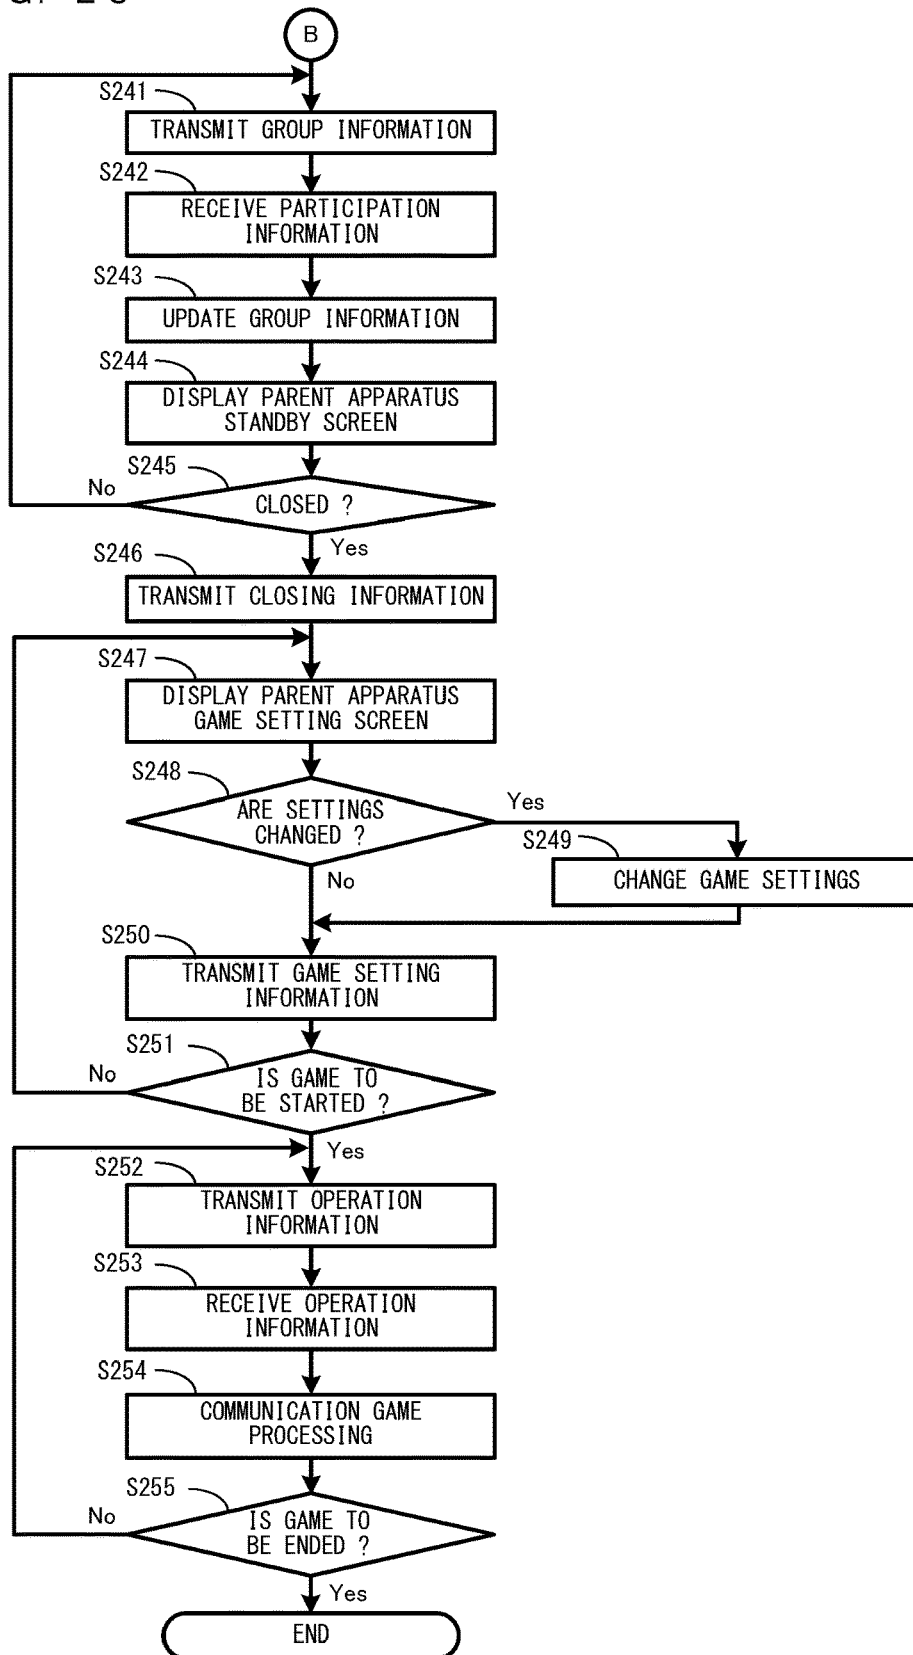 B
S241
TRANSMIT GROUP INFORMATION
S242
RECEIVE PARTICIPATION
INFORMATION
S243
UPDATE GROUP INFORMATION
S244
DISPLAY PARENT APPARATUS
STANDBY SCREEN
S245
No
CLOSED ?
Yes
S246
TRANSMIT CLOSING INFORMATION
S247
DISPLAY PARENT APPARATUS
GAME SETTING SCREEN
S248
ARE SETTINGS
CHANGED ?
Yes
S249
CHANGE GAME SETTINGS
No
S250
TRANSMIT GAME SETTING
INFORMATION
S251
No
IS GAME TO
BE STARTED ?
Yes
S252
TRANSMIT OPERATION
INFORMATION
S253
RECEIVE OPERATION
INFORMATION
S254
COMMUNICATION GAME
PROCESSING
S255
No
IS GAME TO
BE ENDED ?
Yes
END